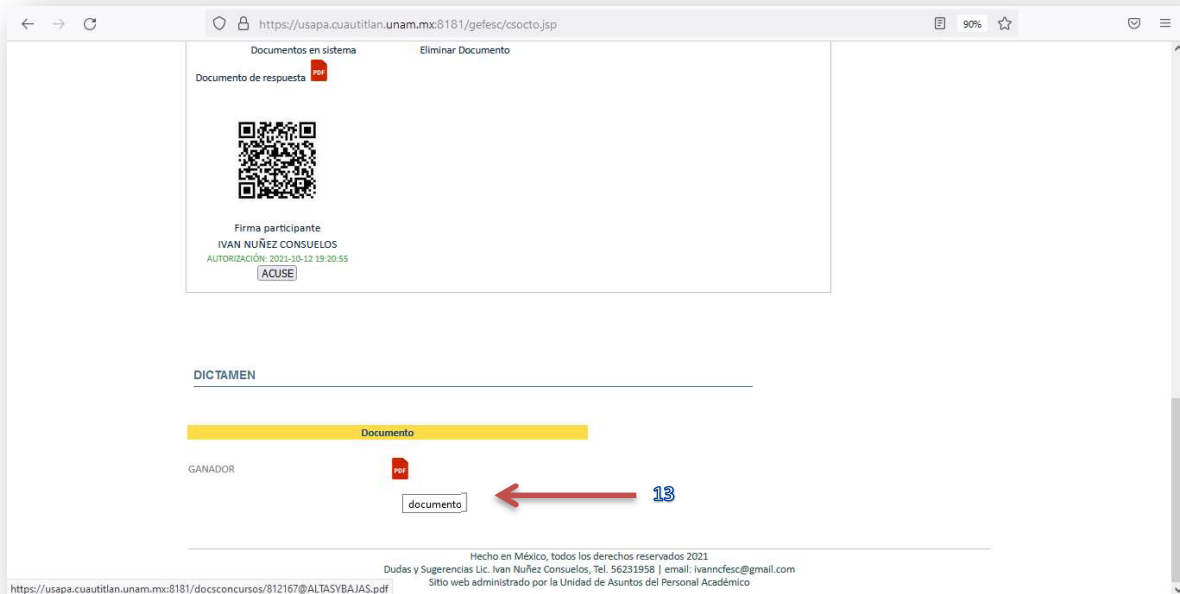 https://usapa.cuautitlan.unam.mx:8181/gefesc/csocto.jsp
90%
Documentos en sistema Eliminar Documento
Documento de respuesta PDF
Firma participante
IVAN NUÑEZ CONSUELOS
AUTORIZACIÓN: 2021-10-12 19:20:55
ACUSE
DICTAMEN
Documento
GANADOR PDF
documento
13
Hecho en México, todos los derechos reservados 2021
Dudas y Sugerencias Lic. Ivan Nuñez Consuelos, Tel. 56231958 | email: ivanncfesc@gmail.com
Sitio web administrado por la Unidad de Asuntos del Personal Académico
https://usapa.cuautitlan.unam.mx:8181/docsconcursos/812167@ALTASYBAJAS.pdf